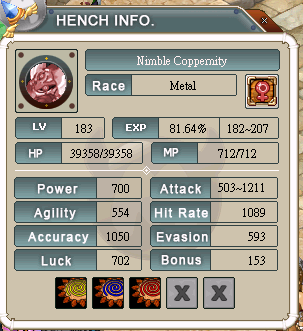 HENCH INFO.
Nimble Coppernity
Race Metal
LV 183 EXP 81.64% 182~207
HP 39358/39358 MP 712/712
Power 700 Attack 503~1211
Agility 554 Hit Rate 1089
Accuracy 1050 Evasion 593
Luck 702 Bonus 153
X X